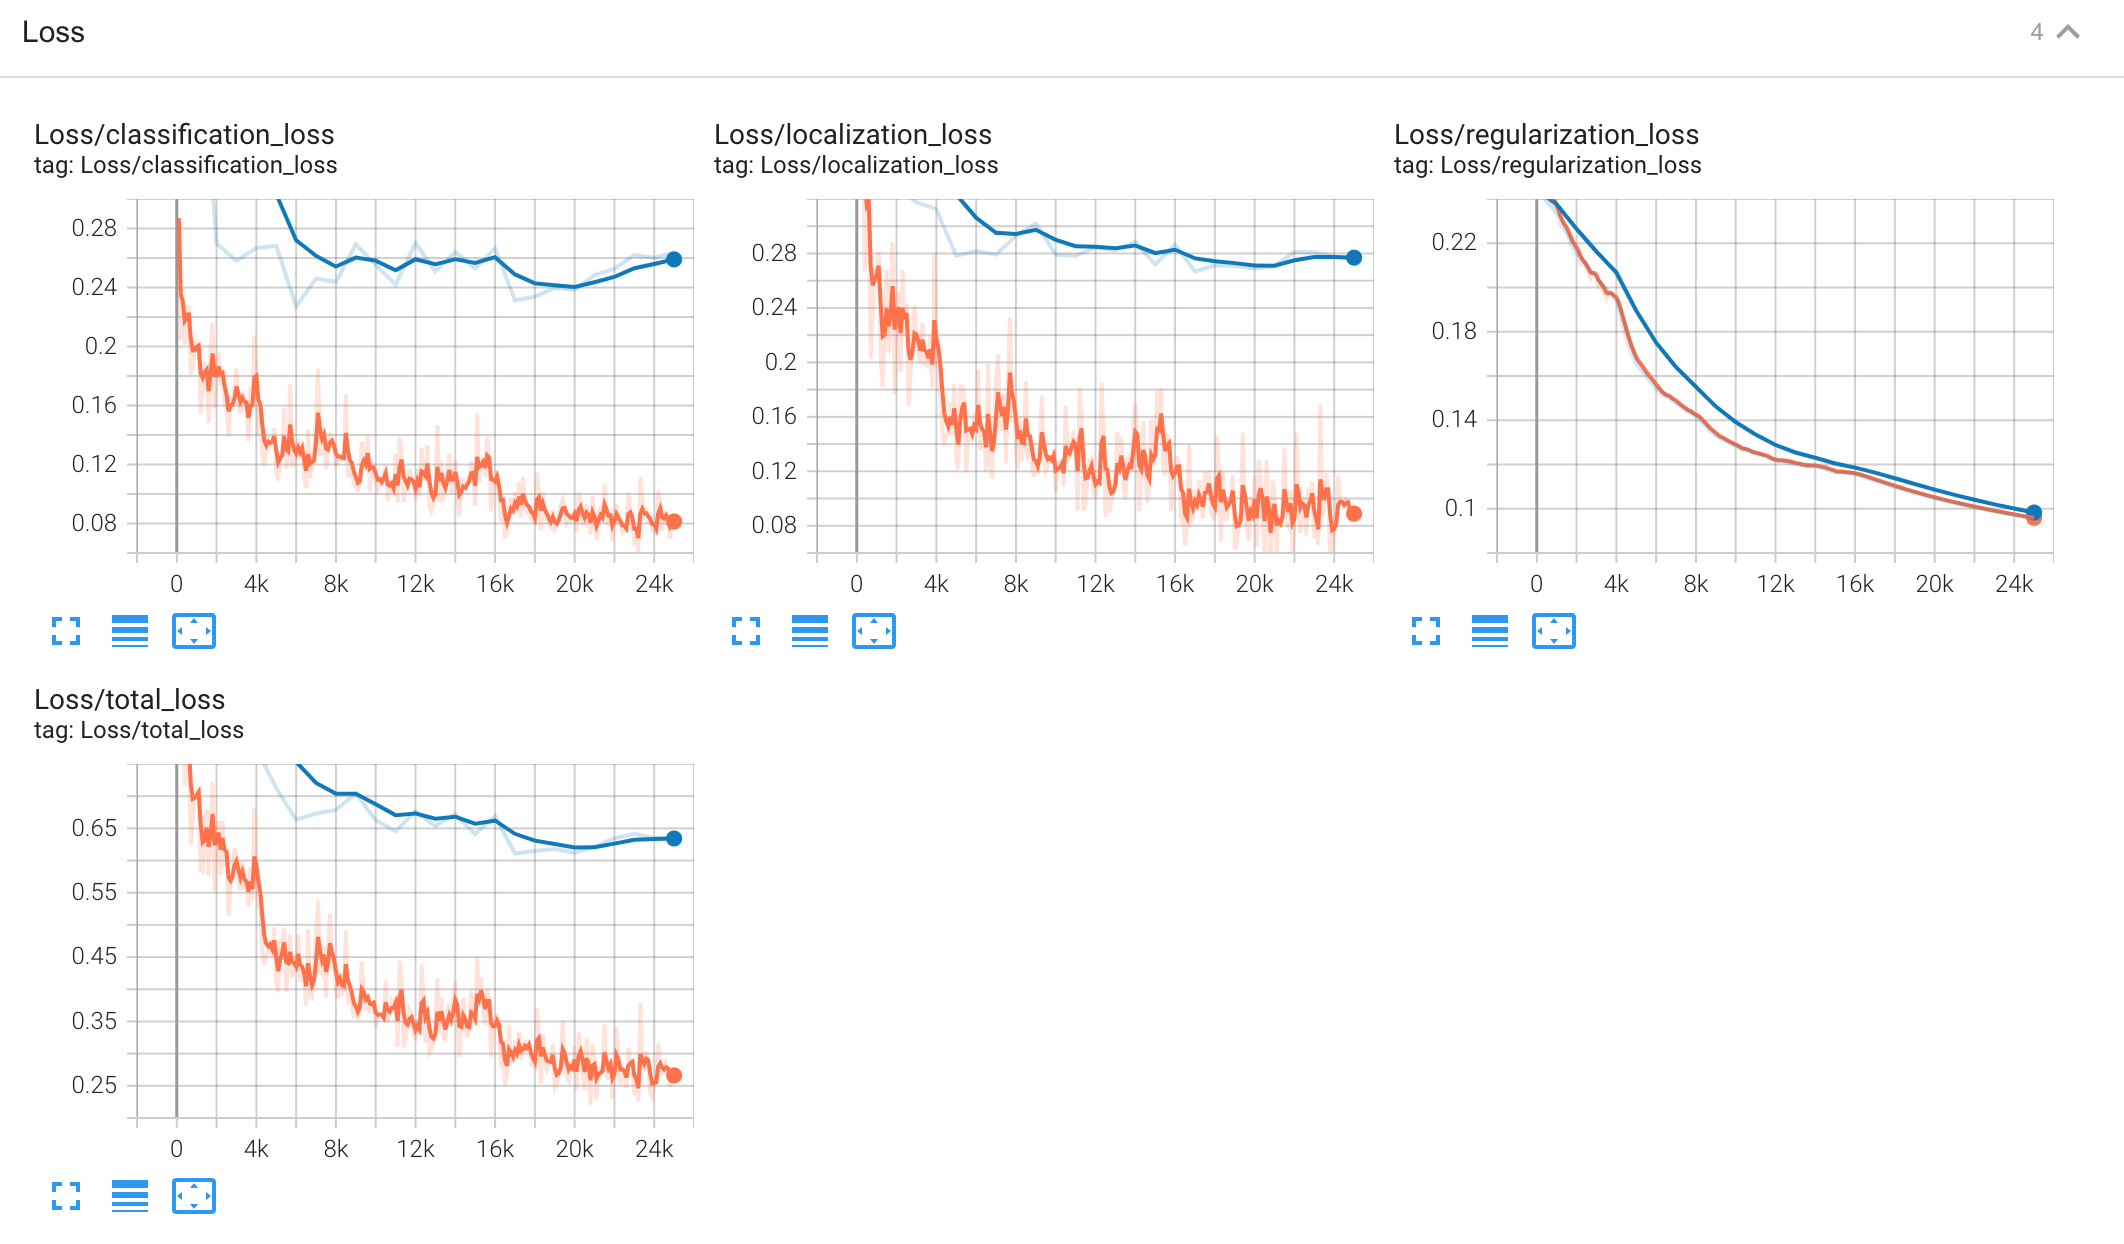 Loss
4
Loss/classification_loss
tag: Loss/classification_loss
0.28
0.24
0.2
0.16
0.12
0.08
0 4k 8k 12k 16k 20k 24k
Loss/localization_loss
tag: Loss/localization_loss
0.28
0.24
0.2
0.16
0.12
0.08
0 4k 8k 12k 16k 20k 24k
Loss/regularization_loss
tag: Loss/regularization_loss
0.22
0.18
0.14
0.1
0 4k 8k 12k 16k 20k 24k
Loss/total_loss
tag: Loss/total_loss
0.65
0.55
0.45
0.35
0.25
0 4k 8k 12k 16k 20k 24k